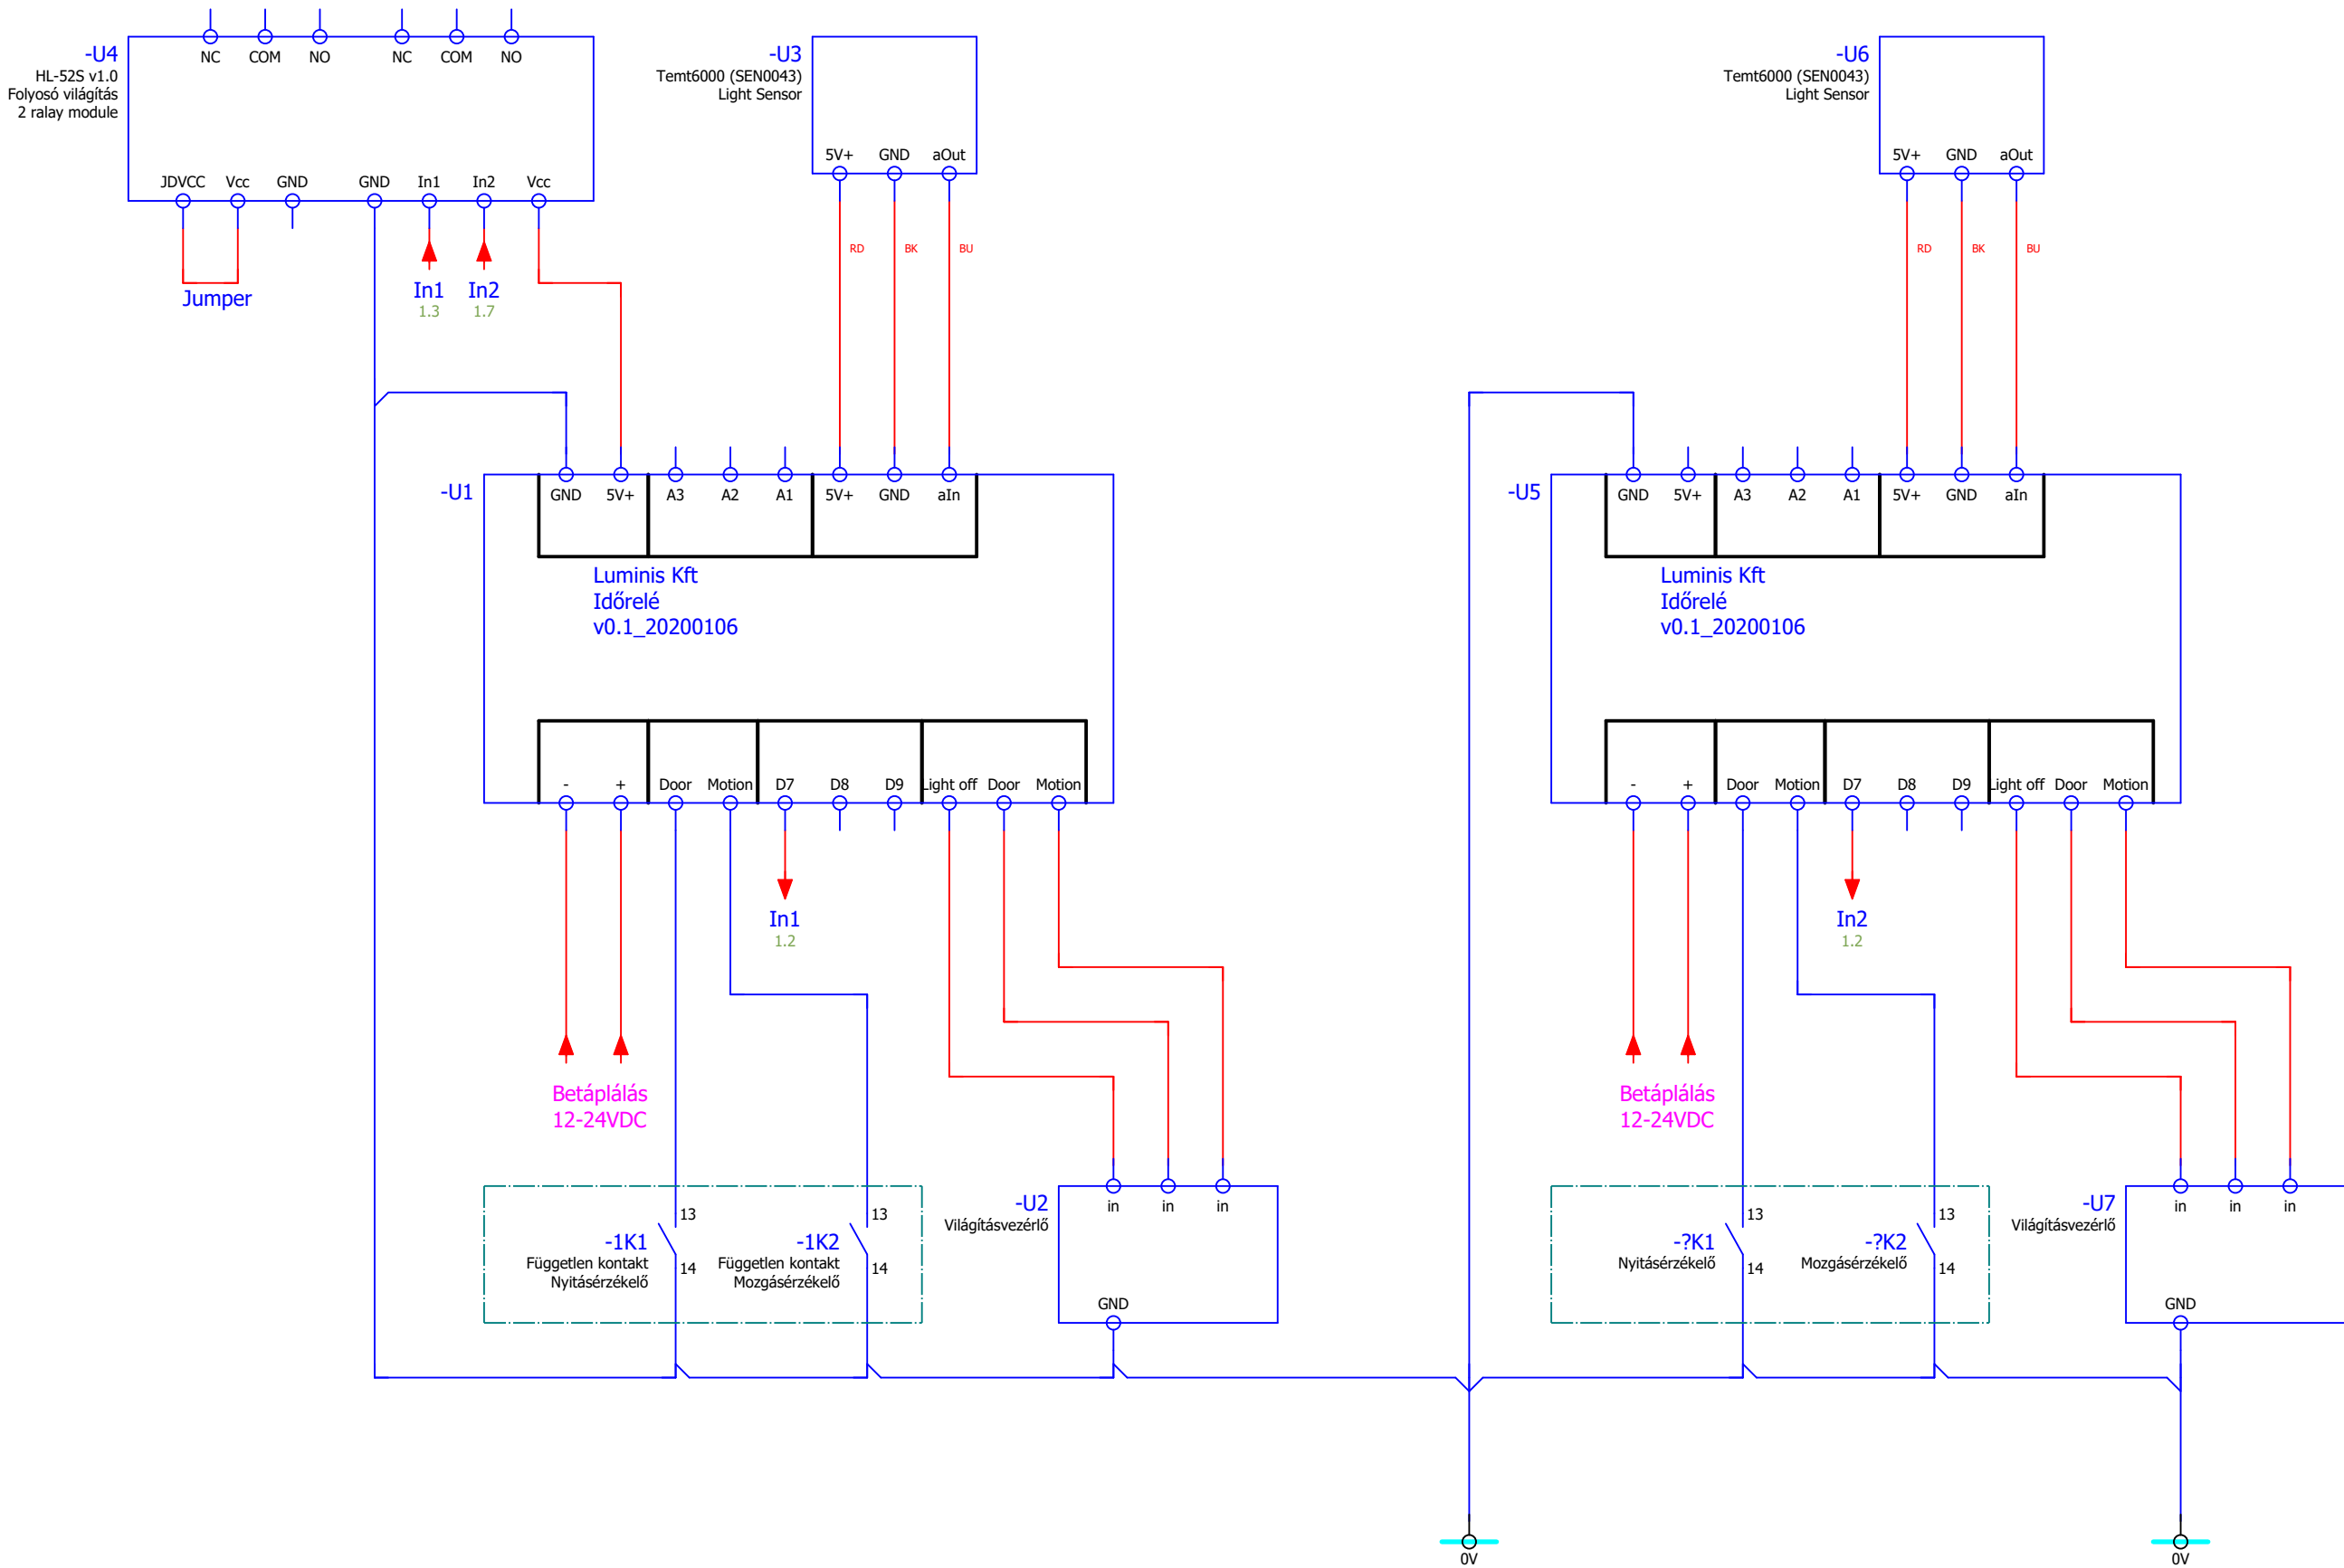 NC COM NO NC COM NO
-U4
HL-52S v1.0
Folyosó világítás
2 ralay module
JDVCC Vcc GND GND In1 In2 Vcc
Jumper
In1
1.3
In2
1.7
-U3
Temt6000 (SEN0043)
Light Sensor
5V+ GND aOut
RD BK BU
-U6
Temt6000 (SEN0043)
Light Sensor
5V+ GND aOut
RD BK BU
-U1
GND 5V+ A3 A2 A1 5V+ GND aIn
Luminis Kft
Időrelé
v0.1_20200106
- + Door Motion D7 D8 D9 Light off Door Motion
In1
1.2
Betáplálás
12-24VDC
-U5
GND 5V+ A3 A2 A1 5V+ GND aIn
Luminis Kft
Időrelé
v0.1_20200106
- + Door Motion D7 D8 D9 Light off Door Motion
In2
1.2
Betáplálás
12-24VDC
13
-1K1
Független kontakt
Nyitásérzékelő
14
13
-1K2
Független kontakt
Mozgásérzékelő
14
-U2
Világításvezérlő
in in in
GND
13
-?K1
Nyitásérzékelő
14
13
-?K2
Mozgásérzékelő
14
-U7
Világításvezérlő
in in in
GND
0V
0V